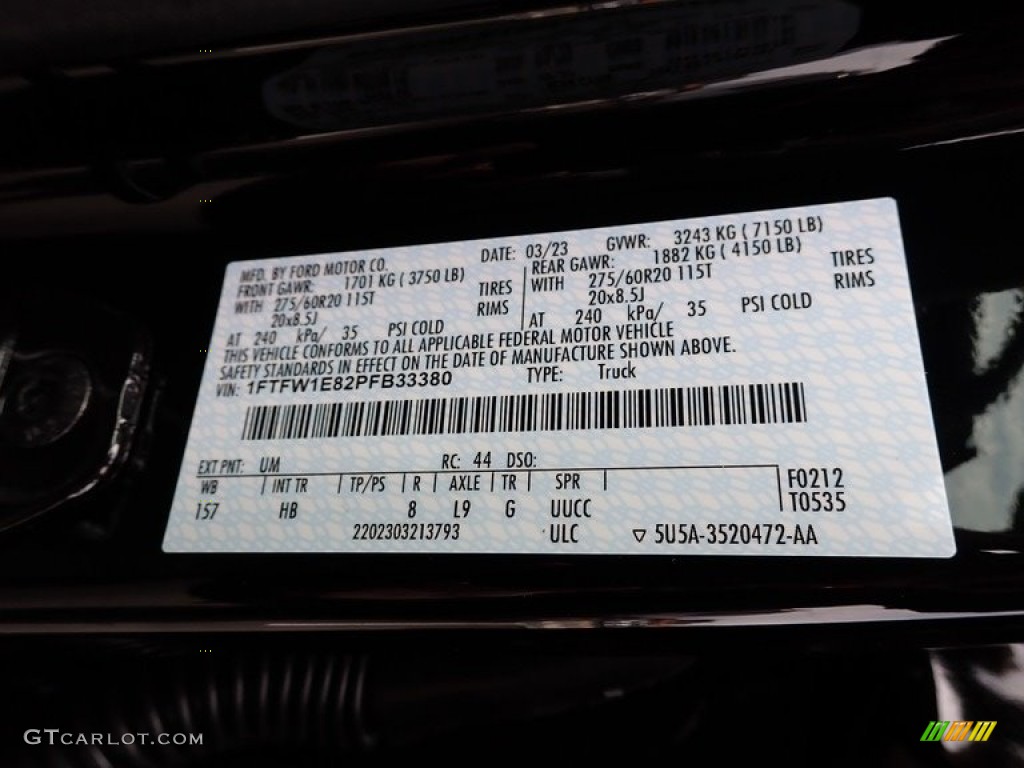 MFD. BY FORD MOTOR CO. DATE: 03/23 GVWR: 3243 KG ( 7150 LB)
FRONT GAWR: 1701 KG ( 3750 LB) REAR GAWR: 1882 KG ( 4150 LB)
WITH 275/60R20 115T TIRES WITH 275/60R20 115T TIRES
20x8.5J RIMS 20x8.5J RIMS
AT 240 kPa/ 35 PSI COLD AT 240 kPa/ 35 PSI COLD
THIS VEHICLE CONFORMS TO ALL APPLICABLE FEDERAL MOTOR VEHICLE
SAFETY STANDARDS IN EFFECT ON THE DATE OF MANUFACTURE SHOWN ABOVE.
VIN: 1FTFW1E82PFB33380 TYPE: Truck
EXT PNT: UM RC: 44 DSO:
WB INT TR TP/PS R AXLE TR SPR F0212
157 HB 8 L9 G UUCC T0535
2202303213793 ULC ▽ 5U5A-3520472-AA
GTCARLOT.COM